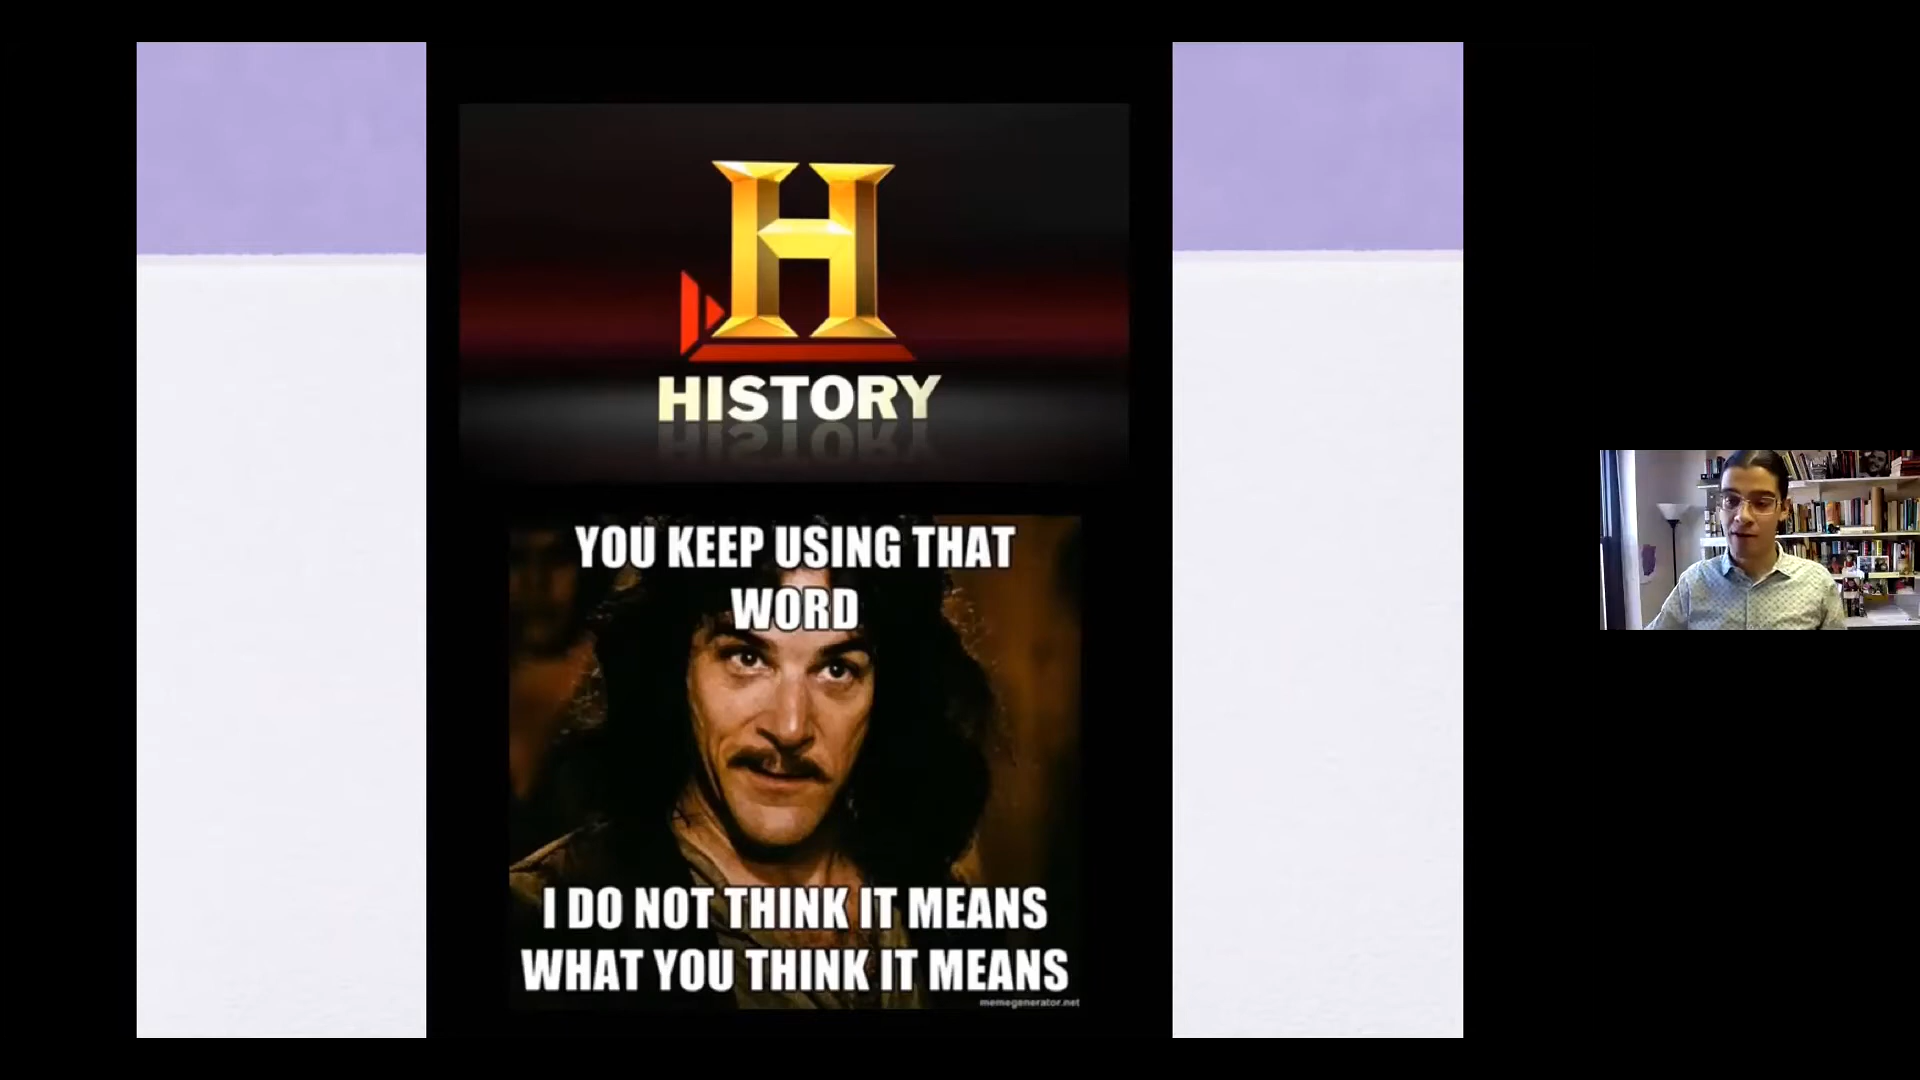 H
HISTORY
YOU KEEP USING THAT
WORD
I DO NOT THINK IT MEANS
WHAT YOU THINK IT MEANS
memegenerator.net